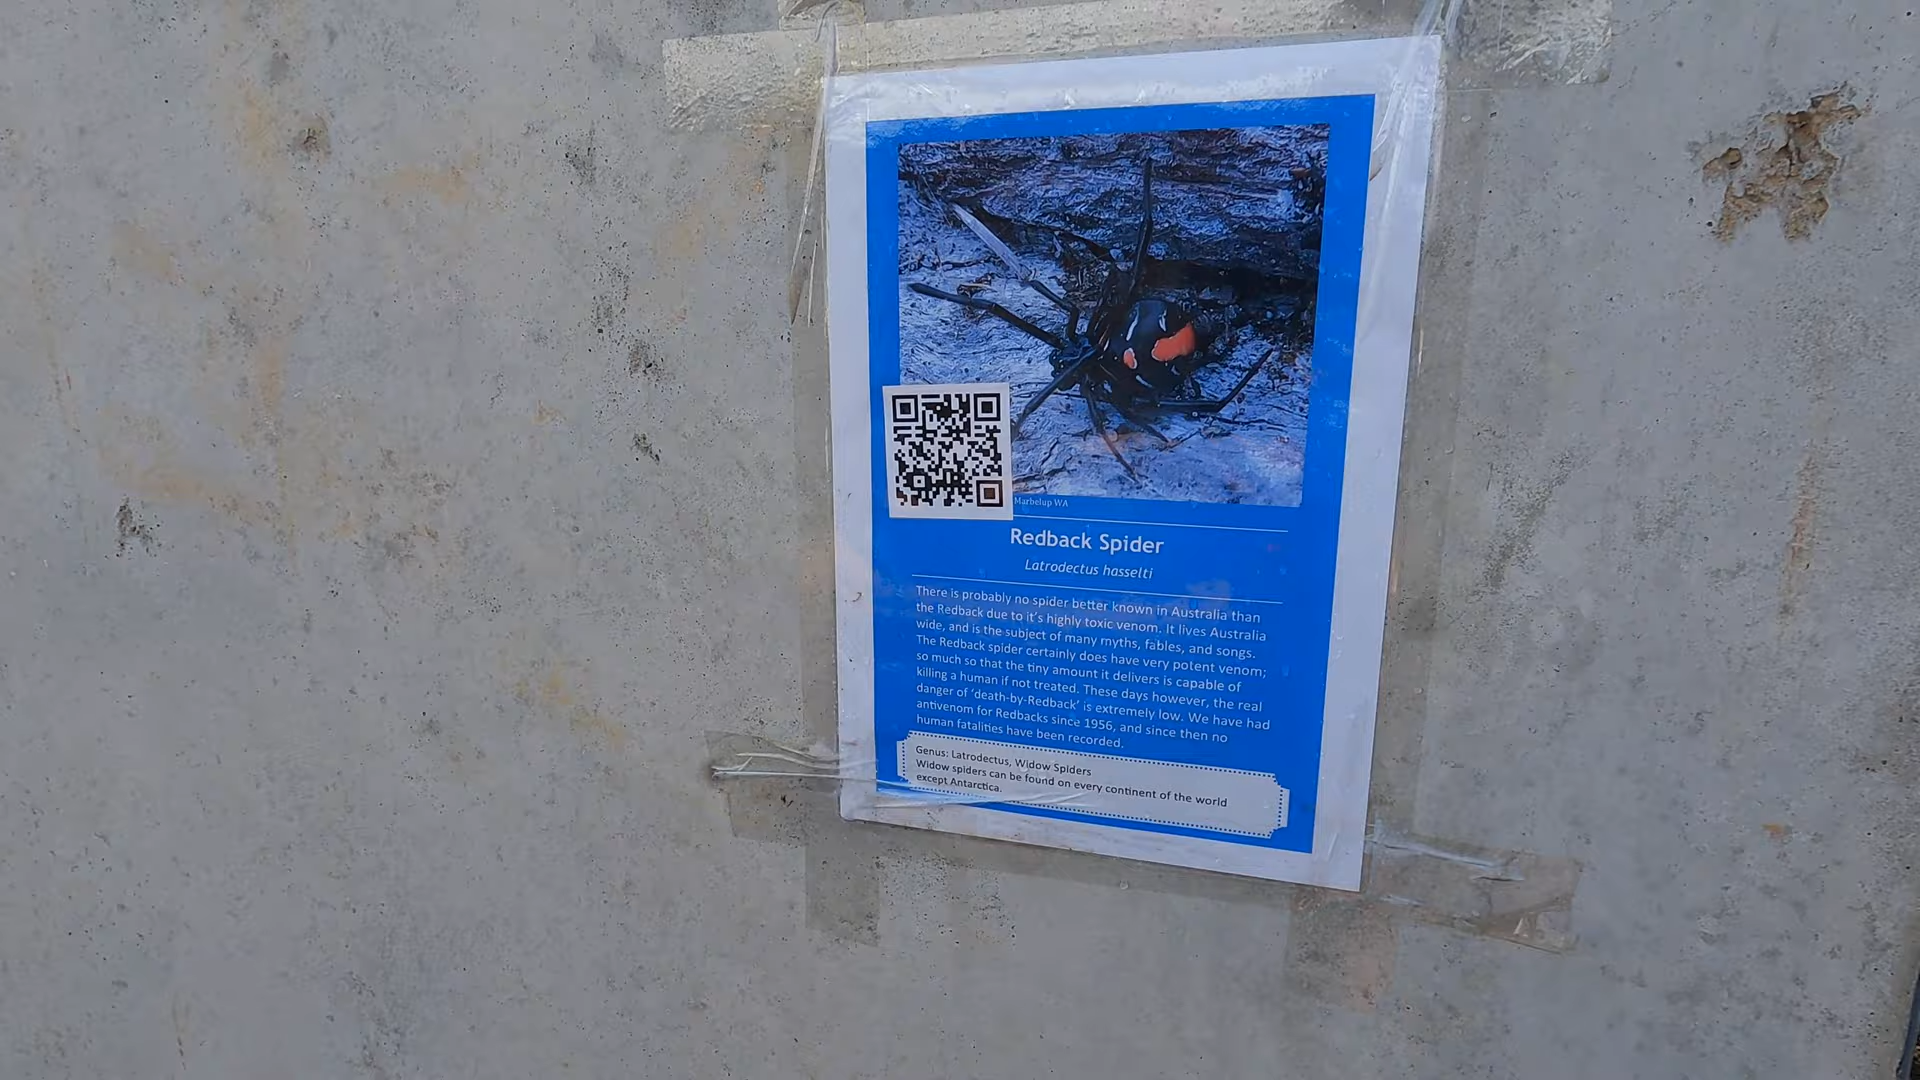 Marbelup WA
Redback Spider
Latrodectus hasselti
There is probably no spider better known in Australia than
the Redback due to it's highly toxic venom. It lives Australia
wide, and is the subject of many myths, fables, and songs.
The Redback spider certainly does have very potent venom;
so much so that the tiny amount it delivers is capable of
killing a human if not treated. These days however, the real
danger of 'death-by-Redback' is extremely low. We have had
antivenom for Redbacks since 1956, and since then no
human fatalities have been recorded.
Genus: Latrodectus, Widow Spiders
Widow spiders can be found on every continent of the world
except Antarctica.